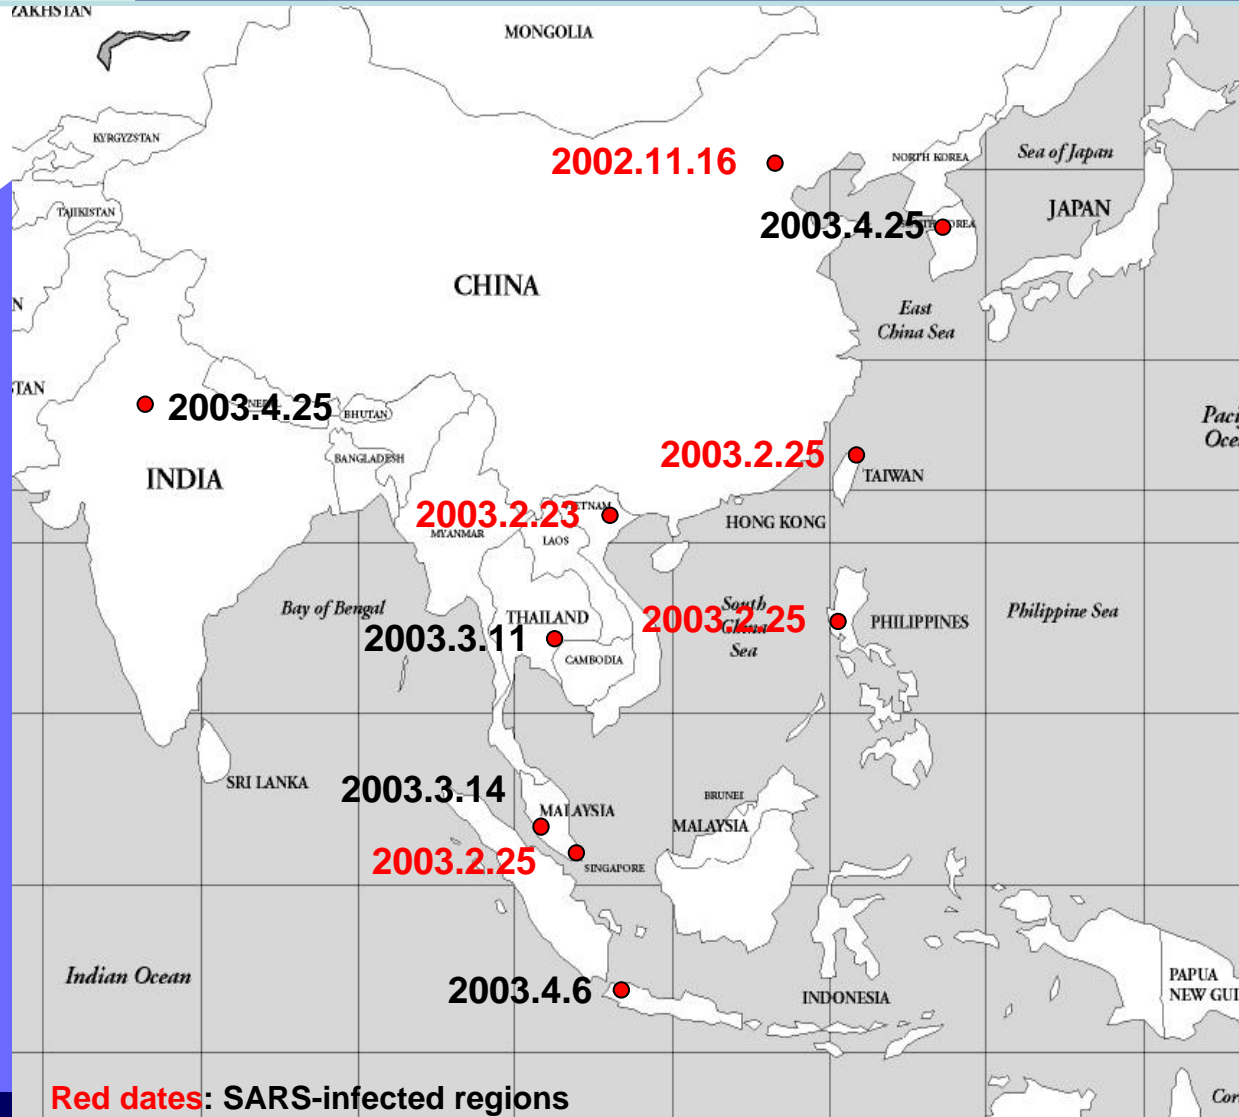 ZAKHSTAN
MONGOLIA
KYRGYZSTAN
2002.11.16
NORTH KOREA
Sea of Japan
TAJIKISTAN
JAPAN
2003.4.25
CHINA
N
East
China Sea
STAN
2003.4.25
BHUTAN
Paci
Oce
BANGLADESH
2003.2.25
INDIA
TAIWAN
2003.2.23
HONG KONG
MYANMAR
LAOS
Bay of Bengal
THAILAND
South
China
Sea
2003.2.25
PHILIPPINES
Philippine Sea
2003.3.11
CAMBODIA
SRI LANKA
2003.3.14
MALAYSIA
BRUNEI
MALAYSIA
2003.2.25
SINGAPORE
Indian Ocean
2003.4.6
INDONESIA
PAPUA
NEW GUI
Red dates: SARS-infected regions
Cor